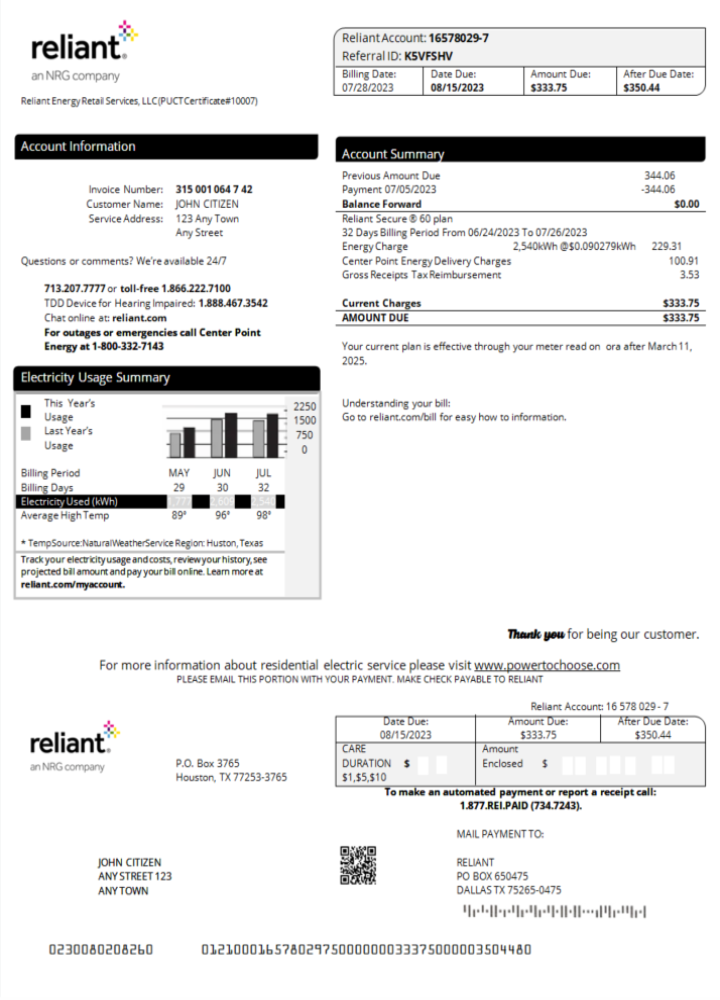 reliant.
an NRG company
Reliant Energy Retail Services, LLC(PUCT Certificate#10007)
Reliant Account: 16578029-7
Referral ID: K5VFSHV
Billing Date: Date Due: Amount Due: After Due Date:
07/28/2023 08/15/2023 $333.75 $350.44
Account Information
Invoice Number: 315 001 064 7 42
Customer Name: JOHN CITIZEN
Service Address: 123 Any Town
Any Street
Questions or comments? We're available 24/7
713.207.7777 or toll-free 1.866.222.7100
TDD Device for Hearing Impaired: 1.888.467.3542
Chat online at: reliant.com
For outages or emergencies call Center Point
Energy at 1-800-332-7143
Account Summary
Previous Amount Due 344.06
Payment 07/05/2023 -344.06
Balance Forward $0.00
Reliant Secure ® 60 plan
32 Days Billing Period From 06/24/2023 To 07/26/2023
Energy Charge 2,540kWh @$0.090279kWh 229.31
Center Point Energy Delivery Charges 100.91
Gross Receipts Tax Reimbursement 3.53
Current Charges $333.75
AMOUNT DUE $333.75
Your current plan is effective through your meter read on ora after March 11,
2025.
Understanding your bill:
Go to reliant.com/bill for easy how to information.
Electricity Usage Summary
This Year's
Usage
Last Year's
Usage
2250
1500
750
0
Billing Period MAY JUN JUL
Billing Days 29 30 32
Electricity Used (kWh)
Average High Temp 89° 96° 98°
* TempSource:NaturalWeatherService Region: Huston, Texas
Track your electricity usage and costs, review your history, see
projected bill amount and pay your bill online. Learn more at
reliant.com/myaccount.
Thank you for being our customer.
For more information about residential electric service please visit www.powertochoose.com
PLEASE EMAIL THIS PORTION WITH YOUR PAYMENT. MAKE CHECK PAYABLE TO RELIANT
Reliant Account: 16 578 029 - 7
reliant.
an NRG company
P.O. Box 3765
Houston, TX 77253-3765
Date Due: Amount Due: After Due Date:
08/15/2023 $333.75 $350.44
CARE
DURATION $
$1,$5,$10
Amount
Enclosed $
To make an automated payment or report a receipt call:
1.877.REI.PAID (734.7243).
MAIL PAYMENT TO:
JOHN CITIZEN
ANY STREET 123
ANY TOWN
RELIANT
PO BOX 650475
DALLAS TX 75265-0475
0230080208260 01210001657802975000000033375000003504480